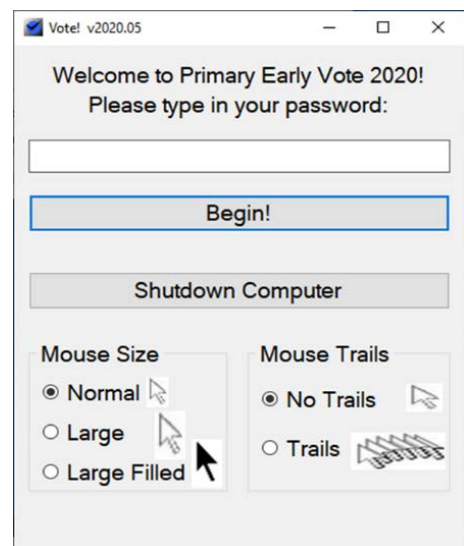 Vote! v2020.05
Welcome to Primary Early Vote 2020!
Please type in your password:
Begin!
Shutdown Computer
Mouse Size
Normal
Large
Large Filled
Mouse Trails
No Trails
Trails